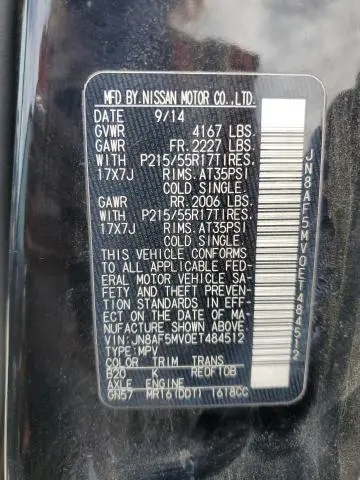 MFD BY.NISSAN MOTOR CO.,LTD.
DATE 9/14
GVWR 4167 LBS.
GAWR FR. 2227 LBS.
WITH P215/55R17TIRES.
17X7J RIMS.AT35PSI
COLD SINGLE.
GAWR RR. 2006 LBS.
WITH P215/55R17TIRES.
17X7J RIMS.AT35PSI
COLD SINGLE.
THIS VEHICLE CONFORMS
TO ALL APPLICABLE FED-
ERAL MOTOR VEHICLE SA-
FETY AND THEFT PREVEN-
TION STANDARDS IN EFF-
ECT ON THE DATE OF MA-
NUFACTURE SHOWN ABOVE.
VIN:JN8AF5MV0ET484512
TYPE:MPV
COLOR TRIM TRANS
B20 K RE0F10B
AXLE ENGINE
GN57 MR16(DDT) 1618CC
JN8AF5MV0ET484512